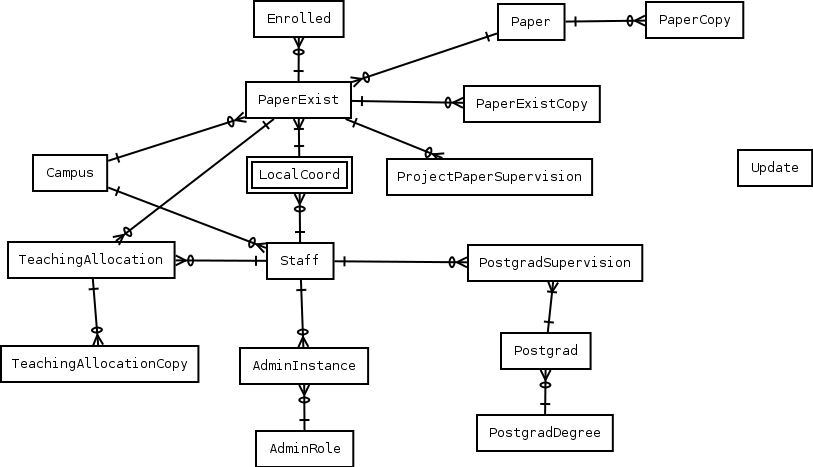 Enrolled
Paper
PaperCopy
PaperExist
PaperExistCopy
Campus
LocalCoord
ProjectPaperSupervision
Update
TeachingAllocation
Staff
PostgradSupervision
TeachingAllocationCopy
AdminInstance
Postgrad
AdminRole
PostgradDegree